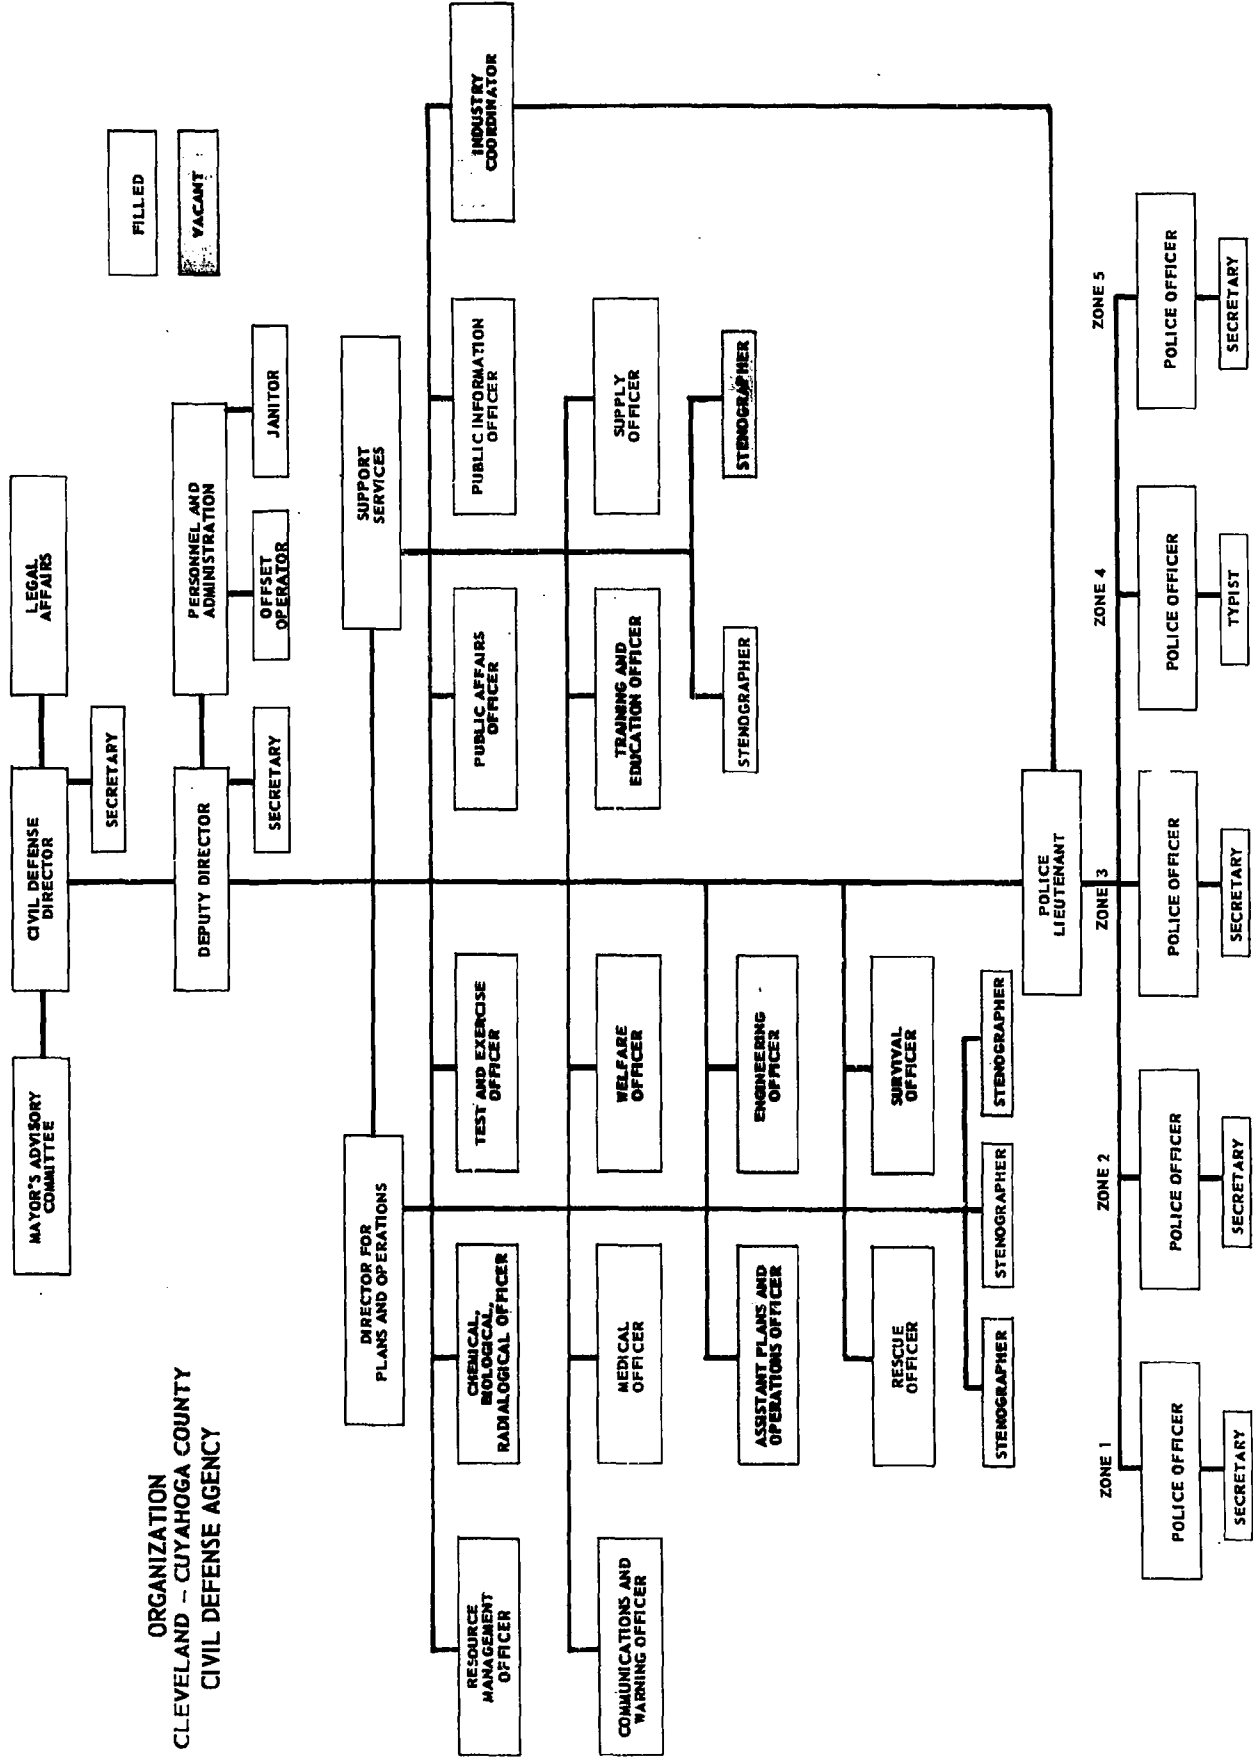 ORGANIZATION
CLEVELAND - CUYAHOGA COUNTY
CIVIL DEFENSE AGENCY
FILLED
VACANT
MAYOR'S ADVISORY
COMMITTEE
CIVIL DEFENSE
DIRECTOR
LEGAL
AFFAIRS
SECRETARY
DEPUTY DIRECTOR
PERSONNEL AND
ADMINISTRATION
SECRETARY
OFFSET
OPERATOR
JANITOR
DIRECTOR FOR
PLANS AND OPERATIONS
SUPPORT
SERVICES
RESOURCE
MANAGEMENT
OFFICER
CHEMICAL,
BIOLOGICAL,
RADIALOGICAL OFFICER
TEST AND EXERCISE
OFFICER
PUBLIC AFFAIRS
OFFICER
PUBLIC INFORMATION
OFFICER
INDUSTRY
COORDINATOR
COMMUNICATIONS AND
WARNING OFFICER
MEDICAL
OFFICER
WELFARE
OFFICER
TRAINING AND
EDUCATION OFFICER
SUPPLY
OFFICER
ASSISTANT PLANS AND
OPERATIONS OFFICER
ENGINEERING
OFFICER
STENOGRAPHER
STENOGRAPHER
RESCUE
OFFICER
SURVIVAL
OFFICER
STENOGRAPHER
STENOGRAPHER
STENOGRAPHER
POLICE
LIEUTENANT
ZONE 1
ZONE 2
ZONE 3
ZONE 4
ZONE 5
POLICE OFFICER
POLICE OFFICER
POLICE OFFICER
POLICE OFFICER
POLICE OFFICER
SECRETARY
SECRETARY
SECRETARY
TYPIST
SECRETARY